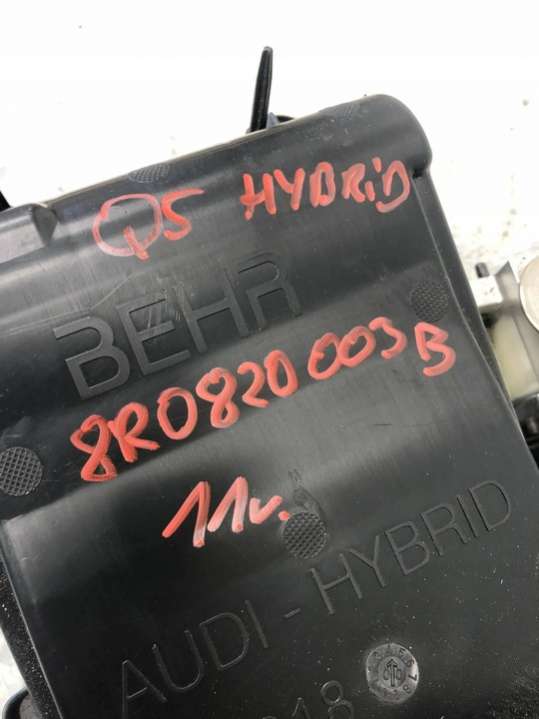 Q5 HYBRID
BEHR
8R0820003B
11v.
AUDI - HYBRID